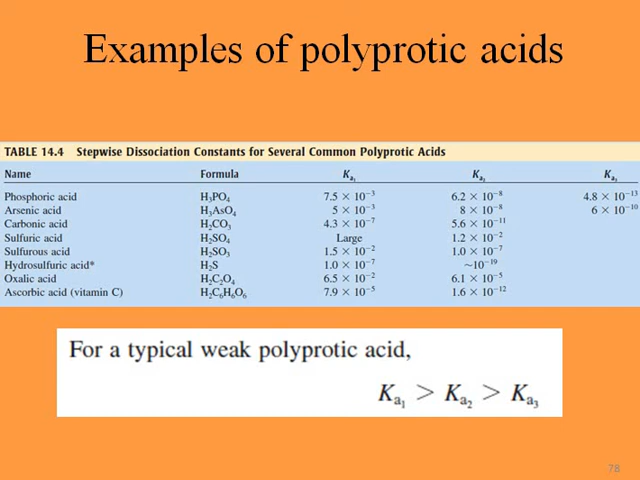 Examples of polyprotic acids
TABLE 14.4 Stepwise Dissociation Constants for Several Common Polyprotic Acids
Name Formula Kₐ₁ Kₐ₂ Kₐ₃
Phosphoric acid H₃PO₄ 7.5 × 10⁻³ 6.2 × 10⁻⁸ 4.8 × 10⁻¹³
Arsenic acid H₃AsO₄ 5 × 10⁻³ 8 × 10⁻⁸ 6 × 10⁻¹⁰
Carbonic acid H₂CO₃ 4.3 × 10⁻⁷ 5.6 × 10⁻¹¹
Sulfuric acid H₂SO₄ Large 1.2 × 10⁻²
Sulfurous acid H₂SO₃ 1.5 × 10⁻² 1.0 × 10⁻⁷
Hydrosulfuric acid* H₂S 1.0 × 10⁻⁷ ~10⁻¹⁹
Oxalic acid H₂C₂O₄ 6.5 × 10⁻² 6.1 × 10⁻⁵
Ascorbic acid (vitamin C) H₂C₆H₆O₆ 7.9 × 10⁻⁵ 1.6 × 10⁻¹²
For a typical weak polyprotic acid,
Kₐ₁ > Kₐ₂ > Kₐ₃
78